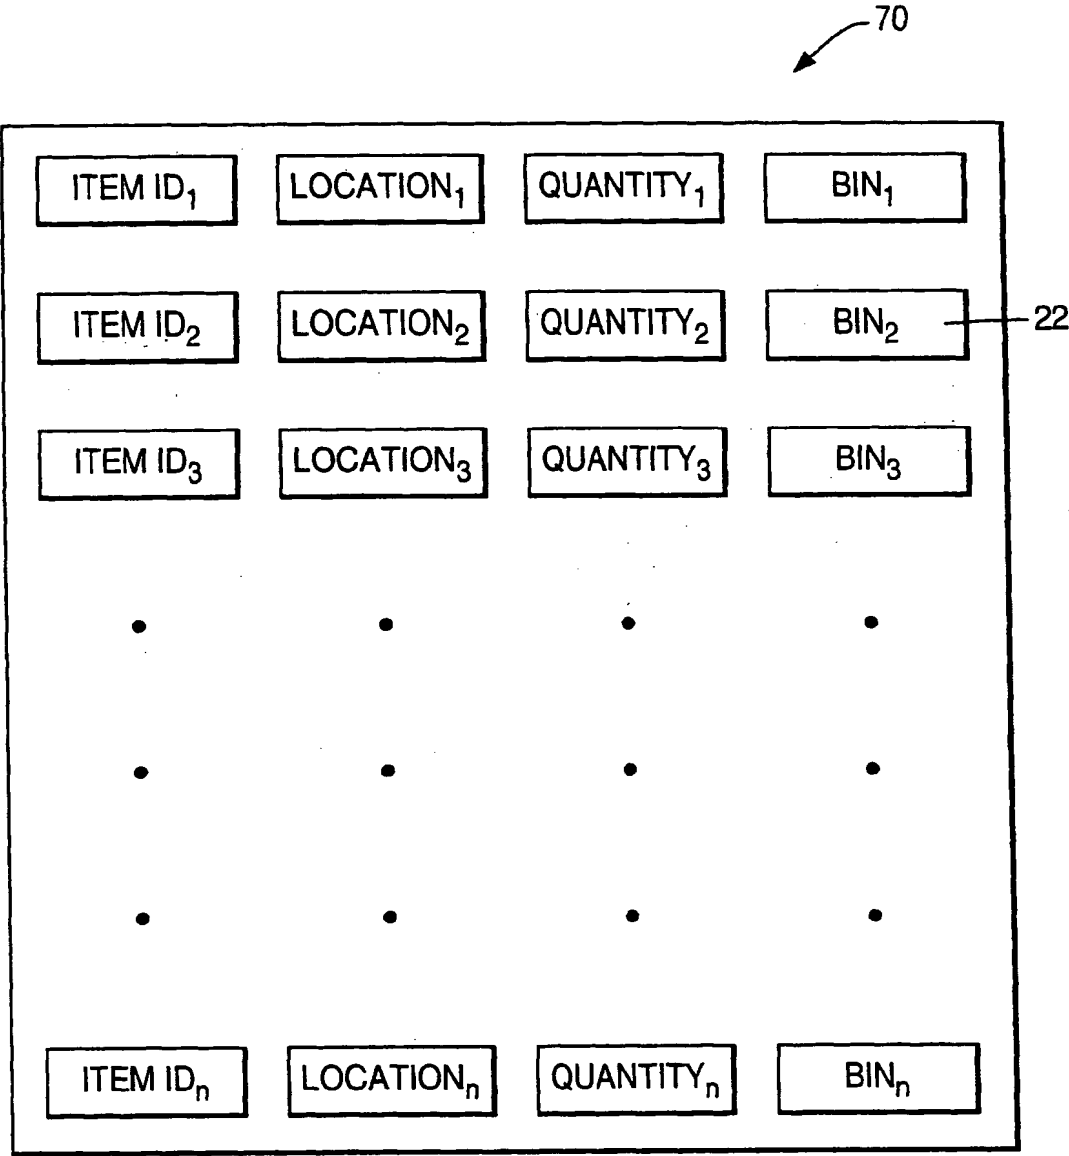 70
ITEM ID1 LOCATION1 QUANTITY1 BIN1
ITEM ID2 LOCATION2 QUANTITY2 BIN2 22
ITEM ID3 LOCATION3 QUANTITY3 BIN3
ITEM IDn LOCATIONn QUANTITYn BINn